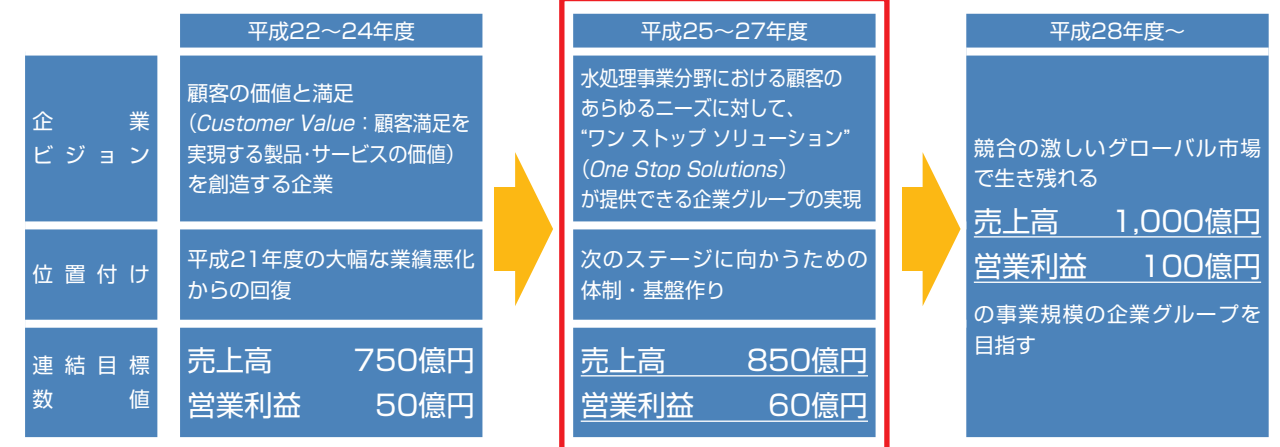 平成22〜24年度
平成25〜27年度
平成28年度〜
企業
ビジョン
顧客の価値と満足
（Customer Value：顧客満足を
実現する製品・サービスの価値）
を創造する企業
水処理事業分野における顧客の
あらゆるニーズに対して、
“ワン ストップ ソリューション”
（One Stop Solutions）
が提供できる企業グループの実現
競合の激しいグローバル市場
で生き残れる
売上高 1,000億円
営業利益 100億円
の事業規模の企業グループを
目指す
位置付け
平成21年度の大幅な業績悪化
からの回復
次のステージに向かうための
体制・基盤作り
連結目標
数値
売上高 750億円
営業利益 50億円
売上高 850億円
営業利益 60億円